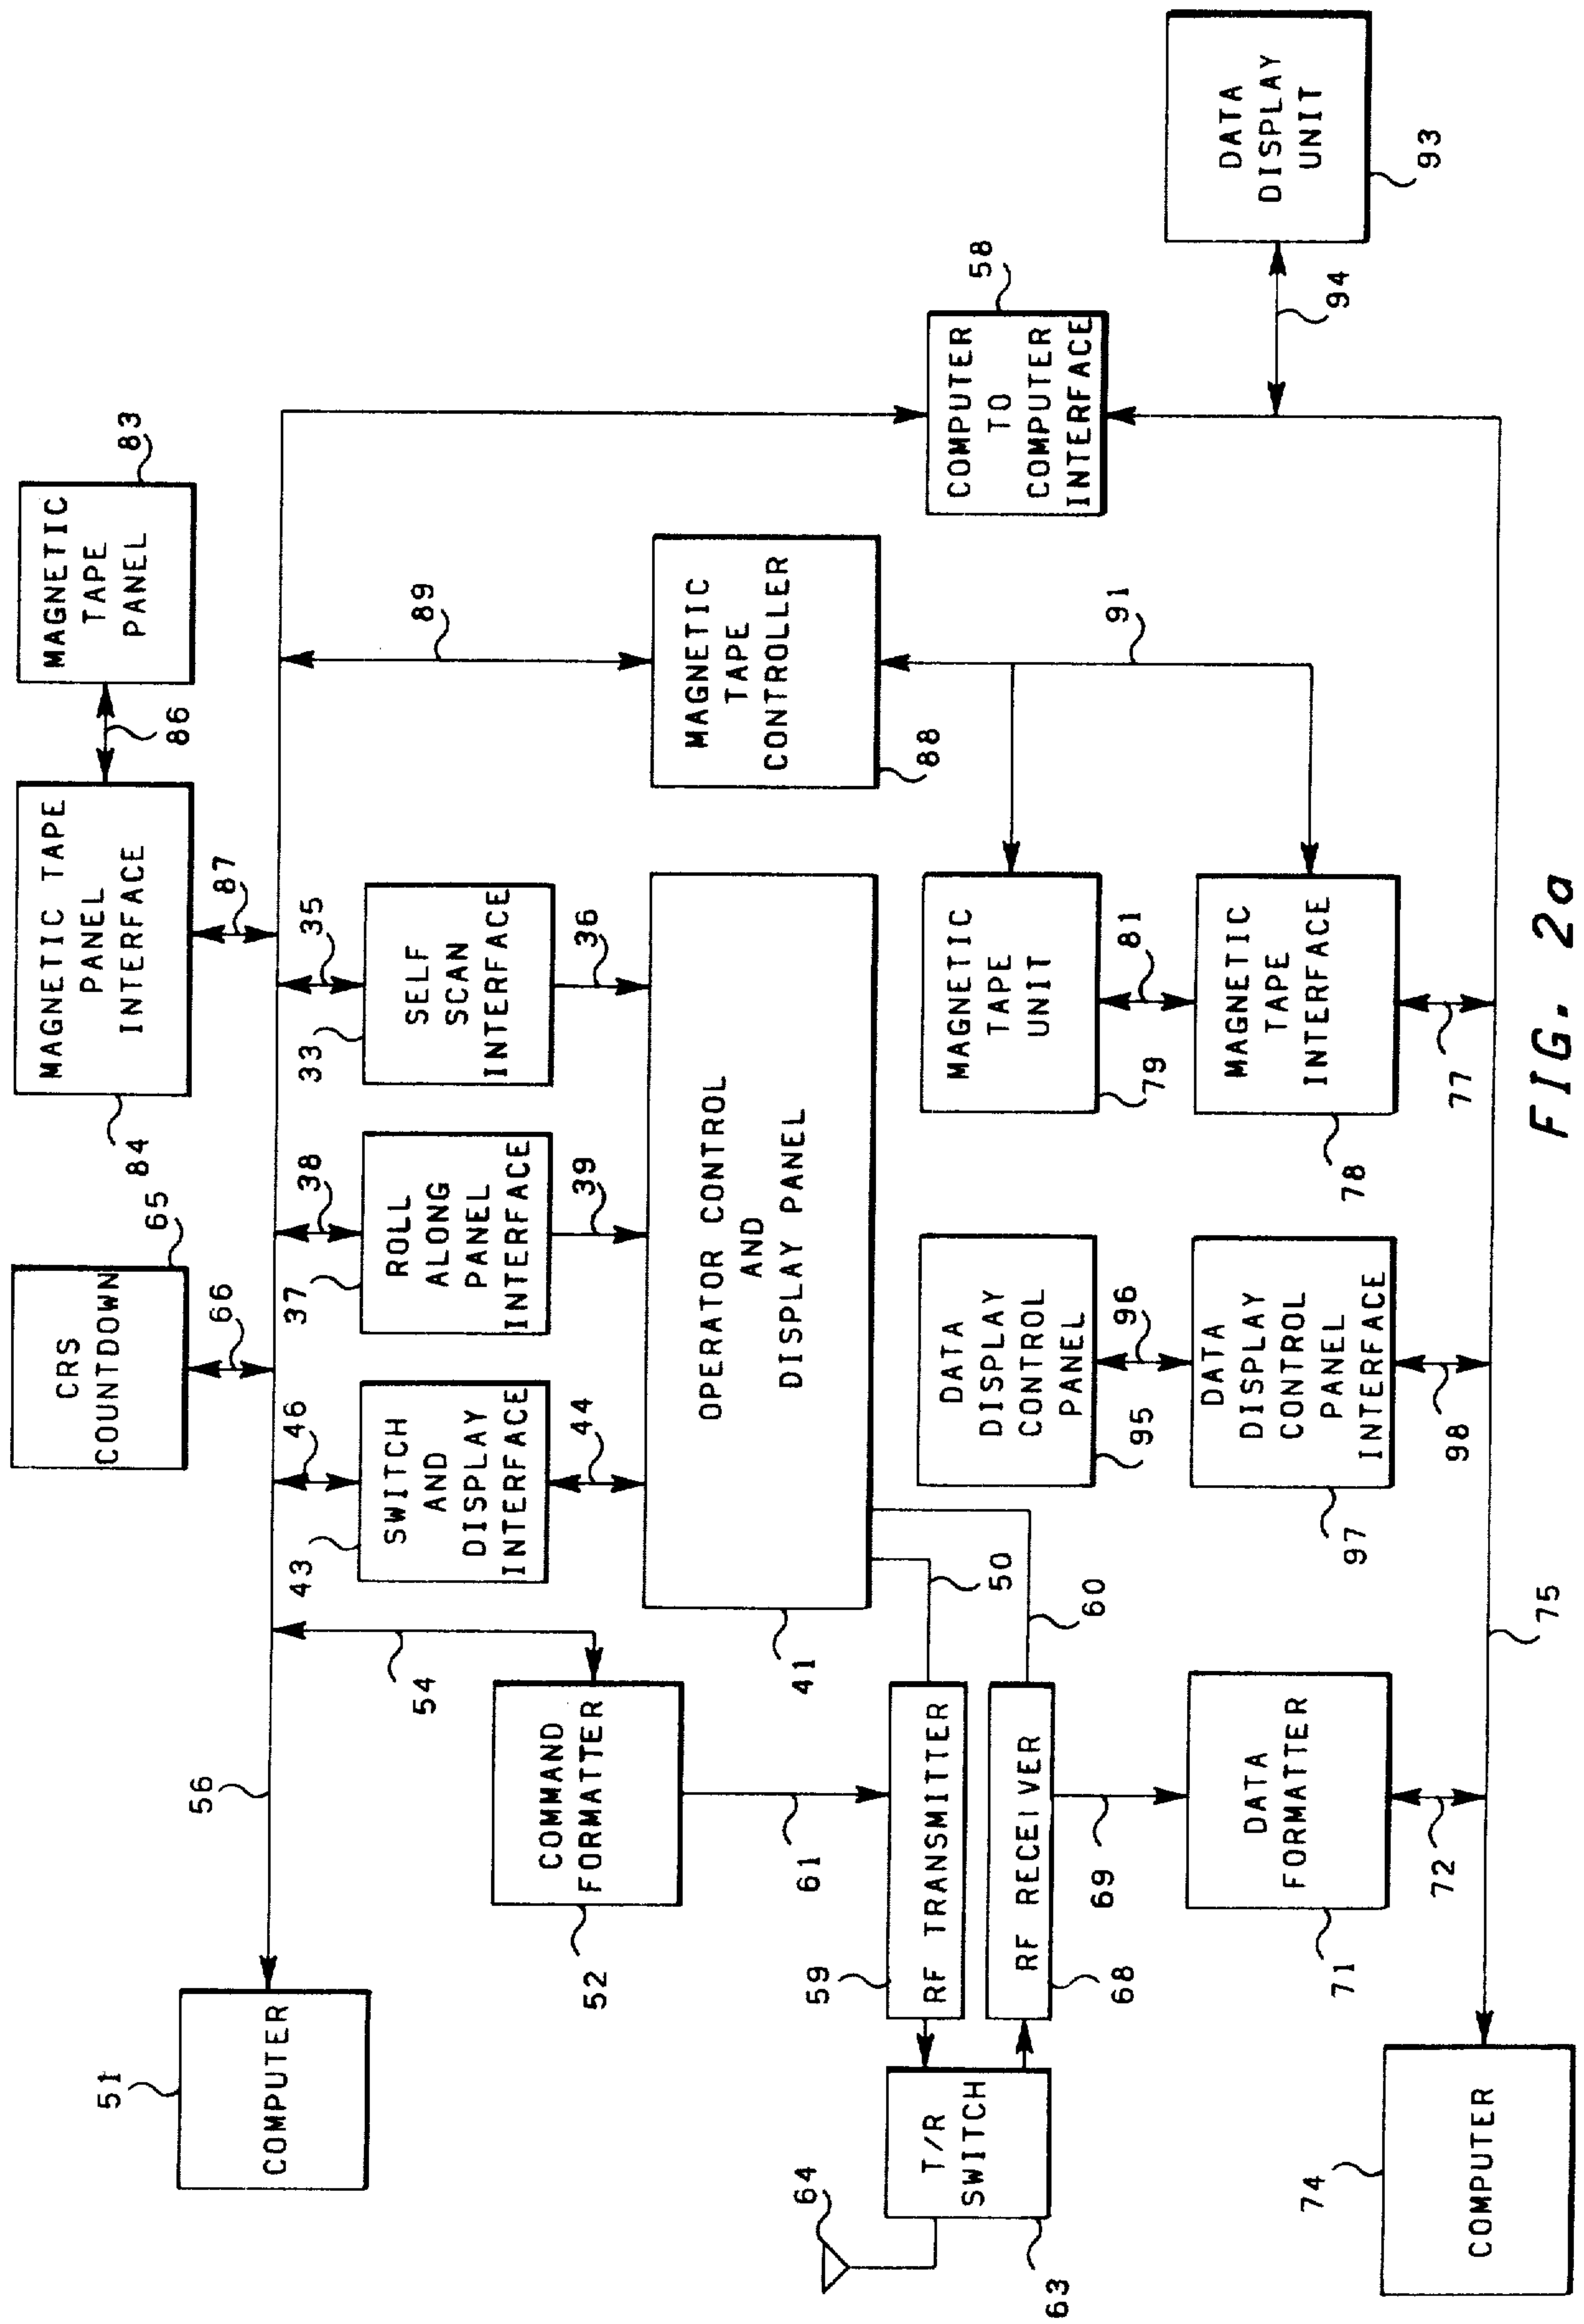 83
MAGNETIC
TAPE
PANEL
86
84
MAGNETIC TAPE
PANEL
INTERFACE
87
65
CRS
COUNTDOWN
66
51
COMPUTER
56
54
52
COMMAND
FORMATTER
61
46
43
SWITCH
AND
DISPLAY
INTERFACE
44
38
37
ROLL
ALONG
PANEL
INTERFACE
39
35
33
SELF
SCAN
INTERFACE
36
41
OPERATOR CONTROL
AND
DISPLAY PANEL
89
MAGNETIC
TAPE
CONTROLLER
88
91
58
COMPUTER
TO
COMPUTER
INTERFACE
DATA
DISPLAY
UNIT
93
94
64
T/R
SWITCH
63
59
RF TRANSMITTER
50
RF RECEIVER
68
60
69
DATA
FORMATTER
71
72
DATA
DISPLAY
CONTROL
PANEL
95
96
DATA
DISPLAY
CONTROL
PANEL
INTERFACE
97
98
MAGNETIC
TAPE
UNIT
79
81
MAGNETIC
TAPE
INTERFACE
78
77
74
COMPUTER
75
FIG. 2a